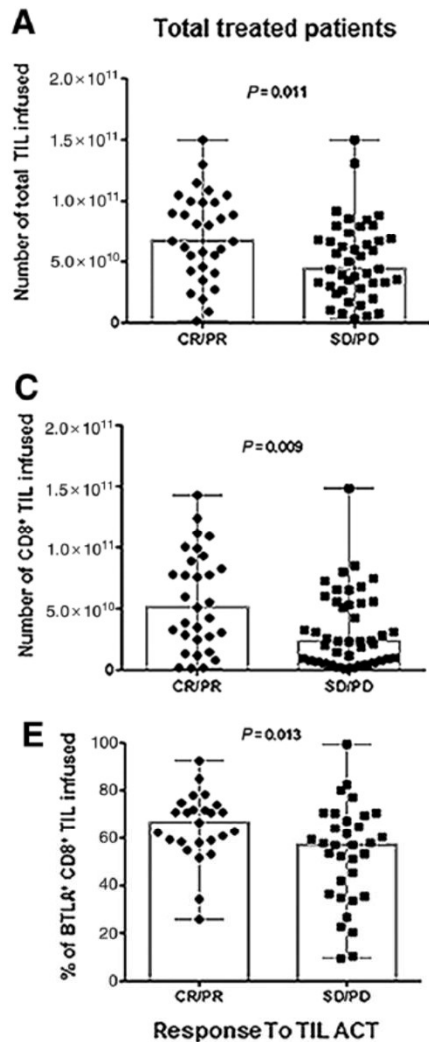 A Total treated patients
Number of total TIL infused
2.0×10¹¹
1.5×10¹¹
1.0×10¹¹
5.0×10¹⁰
0
P=0.011
CR/PR SD/PD
C
Number of CD8⁺ TIL infused
2.0×10¹¹
1.5×10¹¹
1.0×10¹¹
5.0×10¹⁰
0
P=0.009
CR/PR SD/PD
E
% of BTLA⁺ CD8⁺ TIL infused
100
80
60
40
20
0
P=0.013
CR/PR SD/PD
Response To TIL ACT